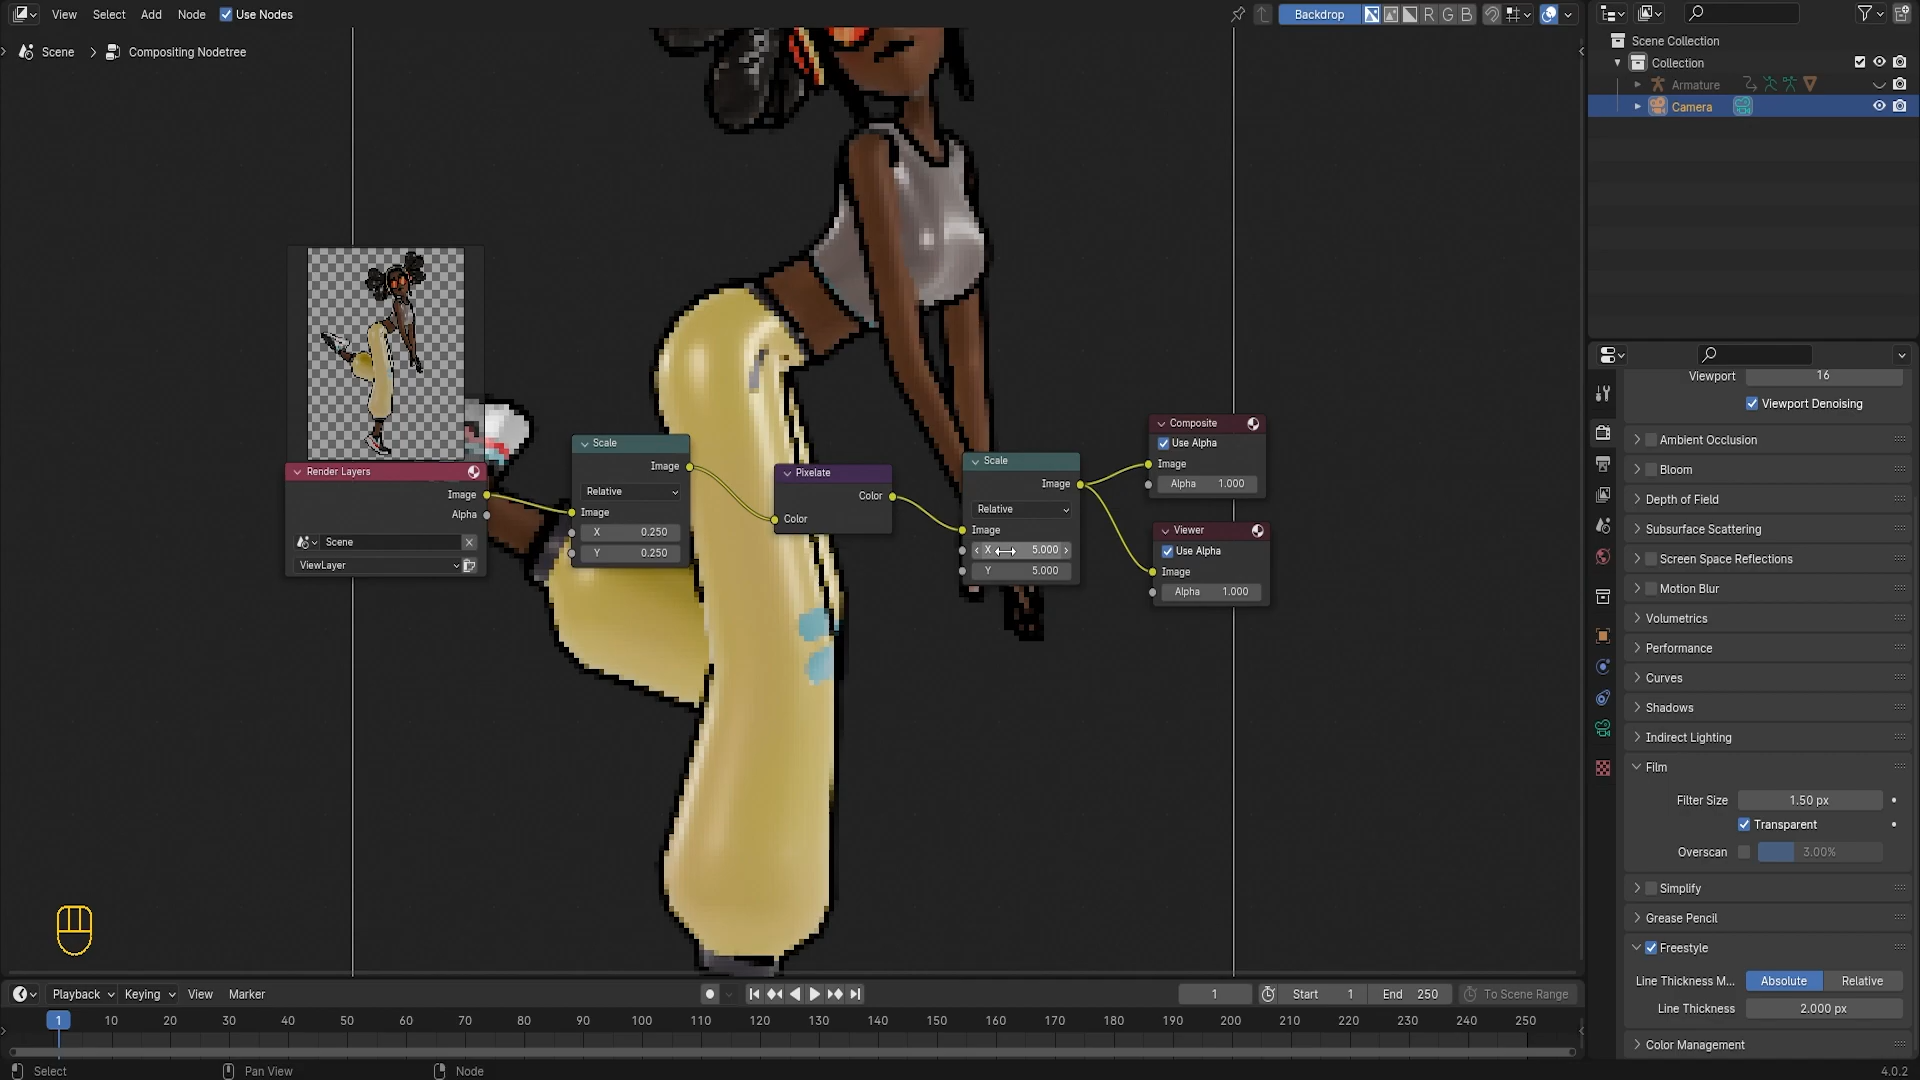 View Select Add Node Use Nodes
Backdrop R G B
Scene Compositing Nodetree
Scene Collection
Collection
Armature
Camera
Viewport 16
Viewport Denoising
Ambient Occlusion
Bloom
Depth of Field
Subsurface Scattering
Screen Space Reflections
Motion Blur
Volumetrics
Performance
Curves
Shadows
Indirect Lighting
Film
Filter Size 1.50 px
Transparent
Overscan 3.00%
Simplify
Grease Pencil
Freestyle
Line Thickness M... Absolute Relative
Line Thickness 2.000 px
Color Management
Render Layers
Image
Alpha
Scene
ViewLayer
Scale
Image
Relative
Image
X 0.250
Y 0.250
Pixelate
Color
Color
Scale
Image
Relative
Image
X 5.000
Y 5.000
Composite
Use Alpha
Image
Alpha 1.000
Viewer
Use Alpha
Image
Alpha 1.000
Playback Keying View Marker
1 Start 1 End 250 To Scene Range
1 10 20 30 40 50 60 70 80 90 100 110 120 130 140 150 160 170 180 190 200 210 220 230 240 250
Select Pan View Node 4.0.2